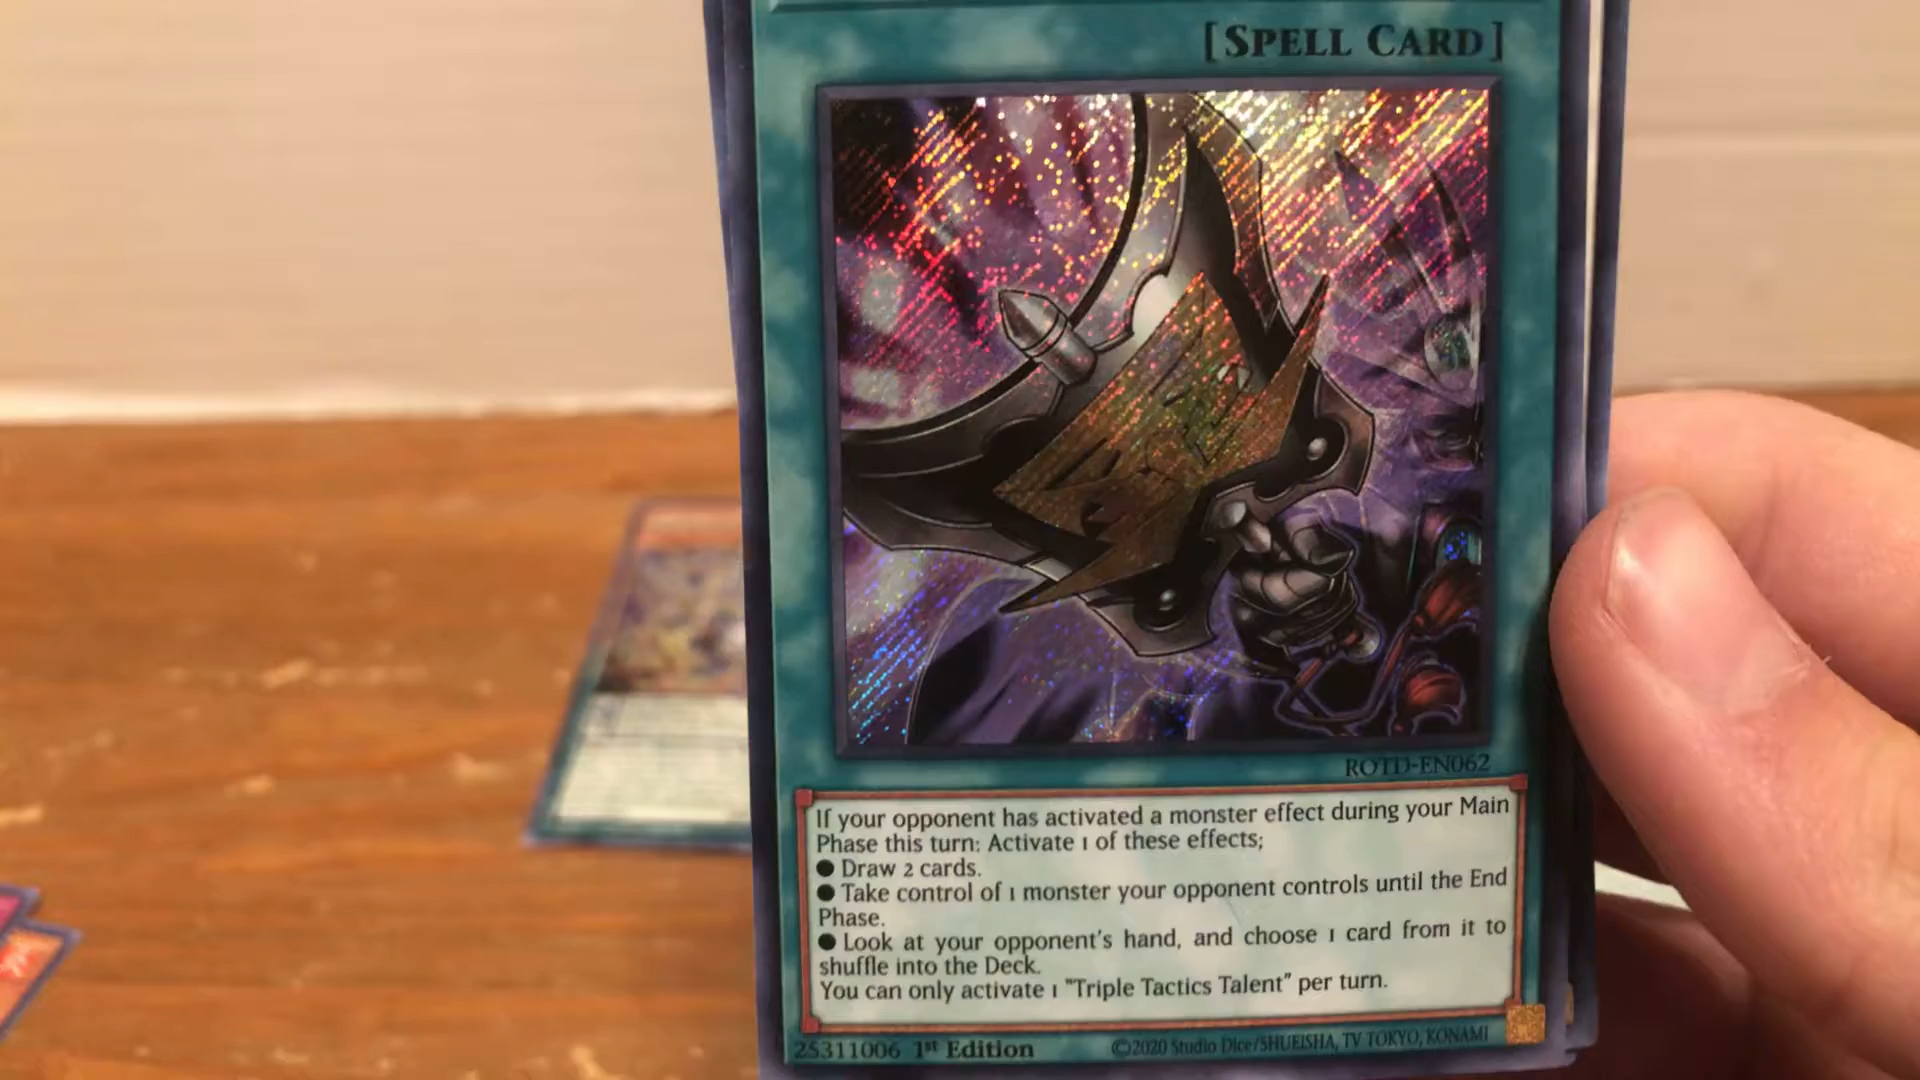 [SPELL CARD]
ROTD-EN062
If your opponent has activated a monster effect during your Main
Phase this turn: Activate 1 of these effects;
● Draw 2 cards.
● Take control of 1 monster your opponent controls until the End
Phase.
● Look at your opponent's hand, and choose 1 card from it to
shuffle into the Deck.
You can only activate 1 "Triple Tactics Talent" per turn.
25311006 1st Edition ©2020 Studio Dice/SHUEISHA, TV TOKYO, KONAMI